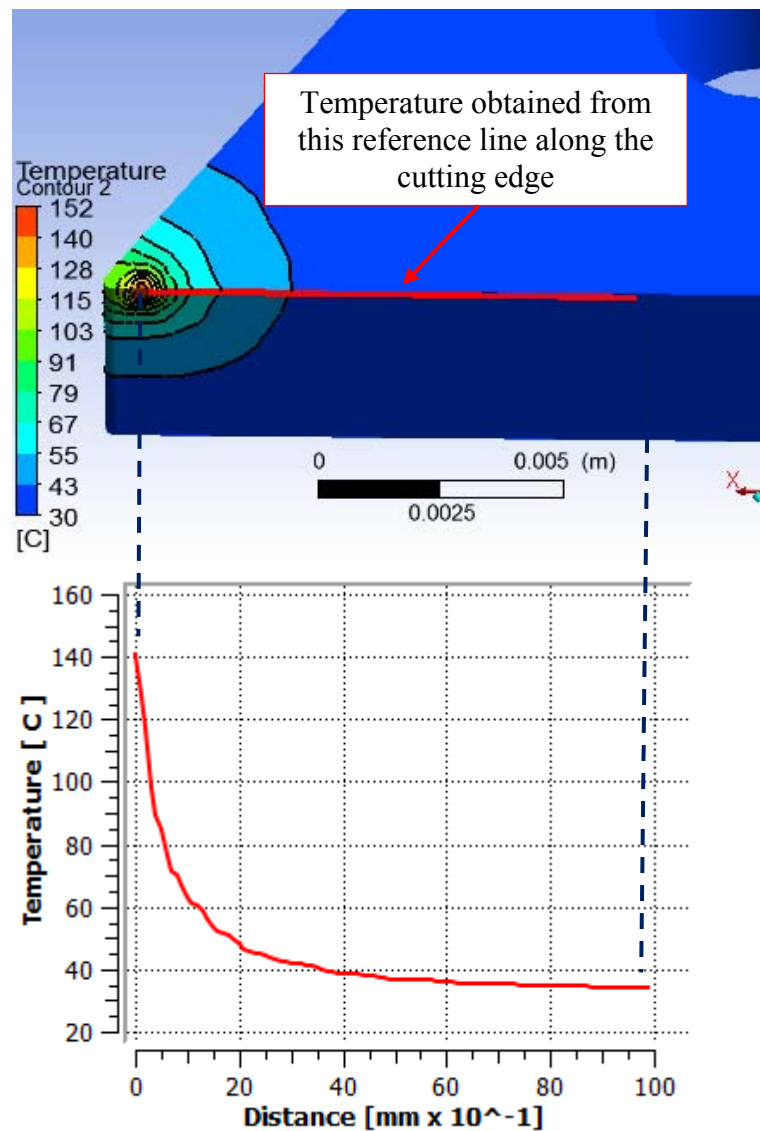 Temperature obtained from
this reference line along the
cutting edge
Temperature
Contour 2
152
140
128
115
103
91
79
67
55
43
30
[C]
0
0.005 (m)
0.0025
X
160
140
120
100
80
60
40
20
Temperature [ C ]
0
20
40
60
80
100
Distance [mm x 10^-1]